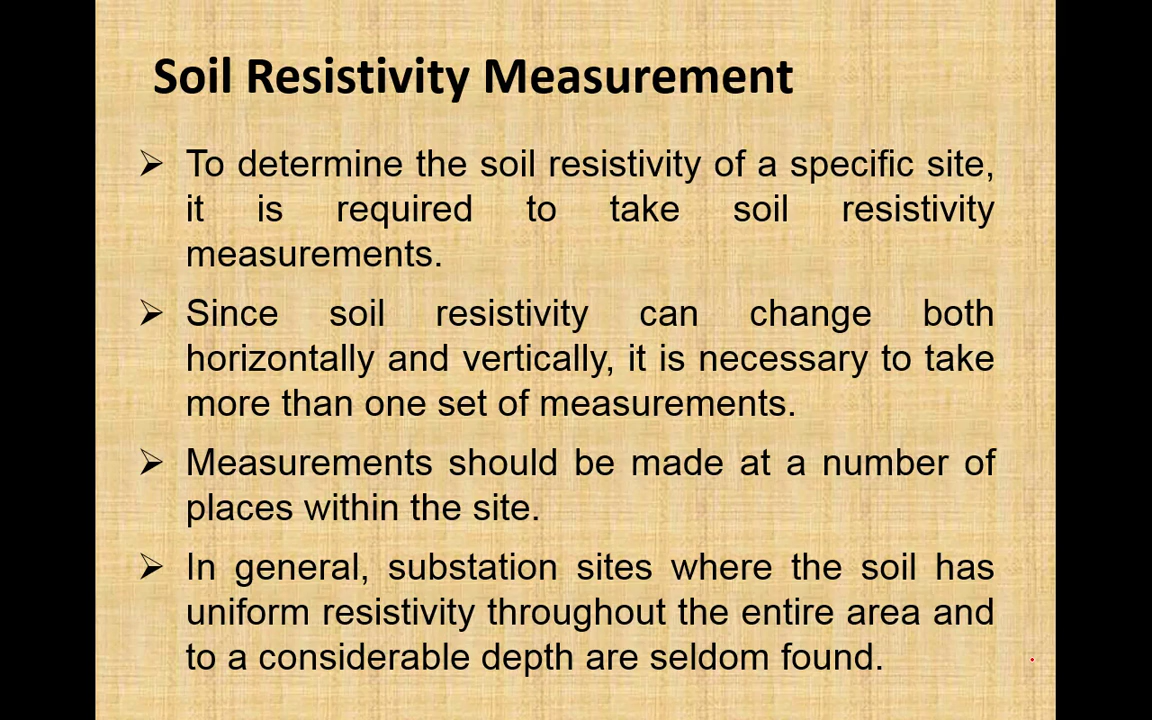 Soil Resistivity Measurement
➢ To determine the soil resistivity of a specific site,
it is required to take soil resistivity
measurements.
➢ Since soil resistivity can change both
horizontally and vertically, it is necessary to take
more than one set of measurements.
➢ Measurements should be made at a number of
places within the site.
➢ In general, substation sites where the soil has
uniform resistivity throughout the entire area and
to a considerable depth are seldom found.